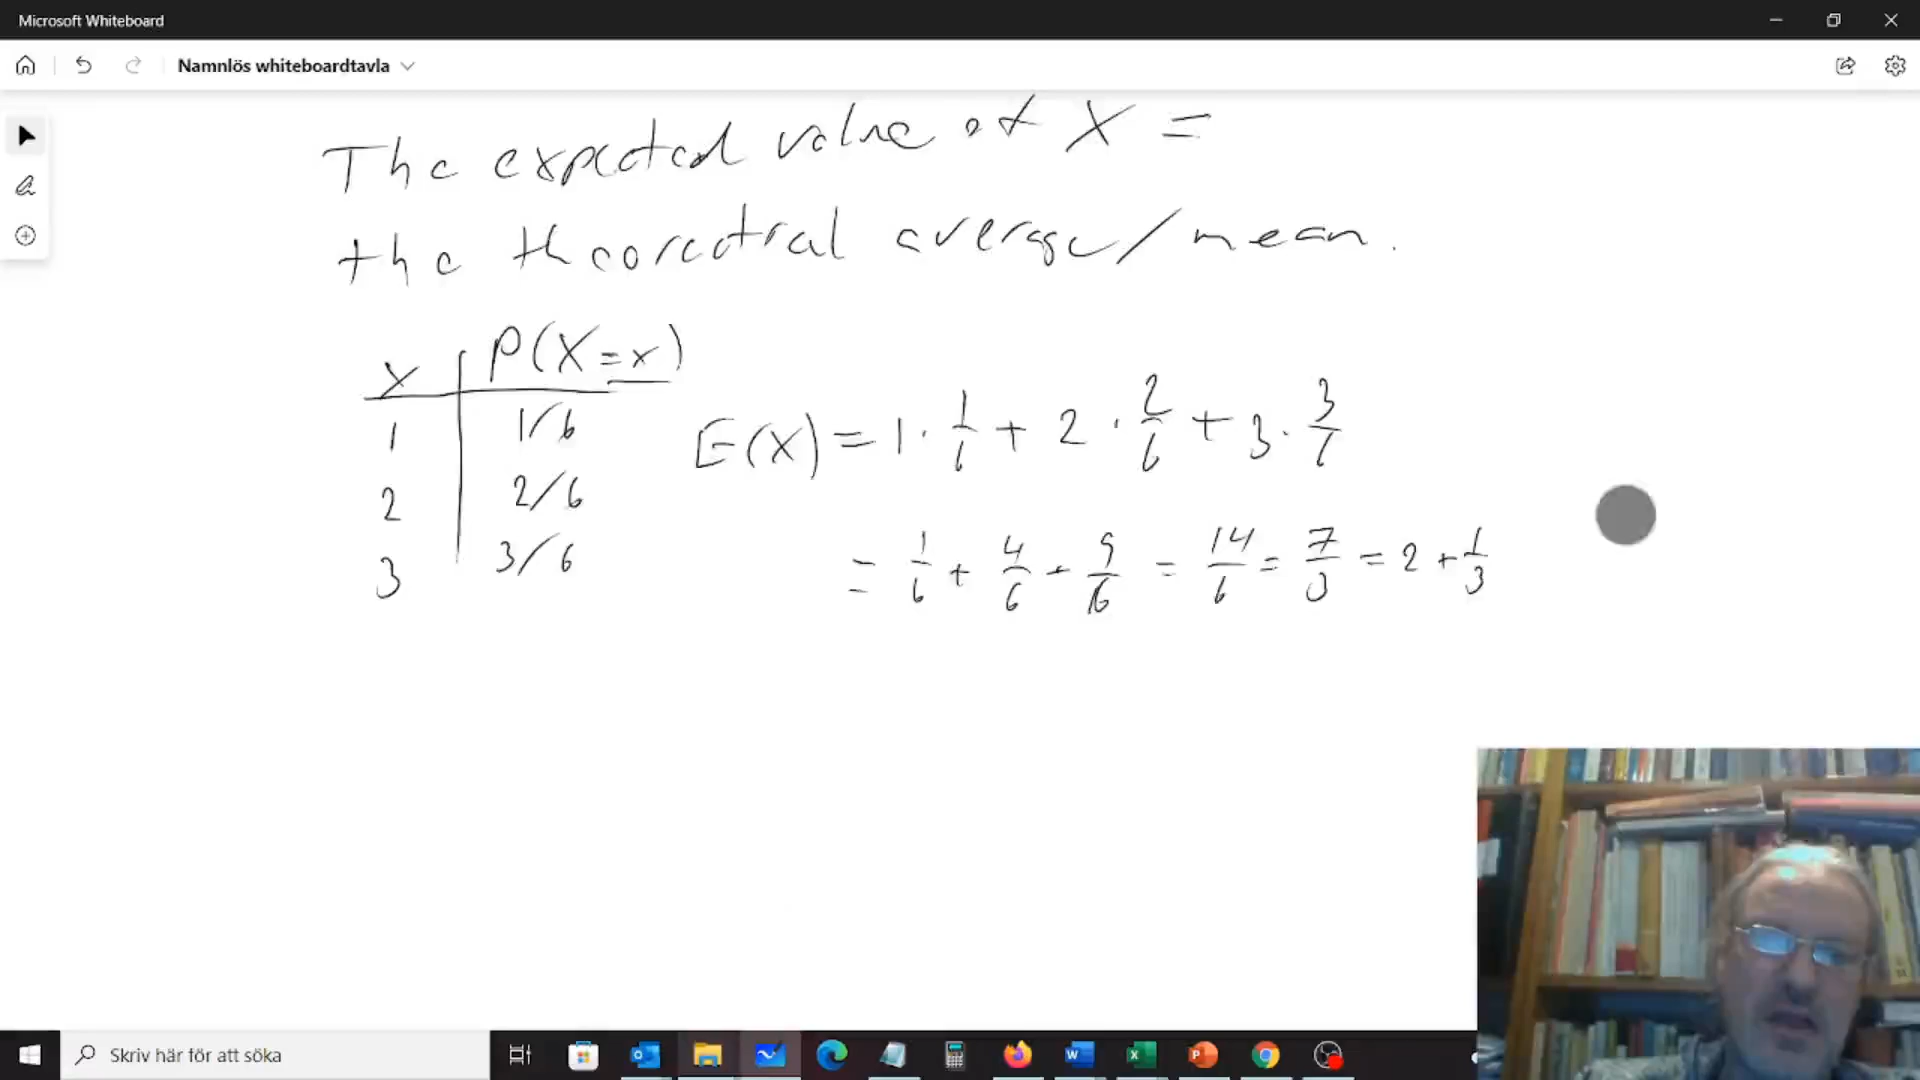 Microsoft Whiteboard
Namnlös whiteboardtavla
The expected value of X =
the theoretical average/mean.
x P(X=x)
1 1/6
2 2/6
3 3/6
E(X) = 1 · 1/6 + 2 · 2/6 + 3 · 3/6
= 1/6 + 4/6 + 9/6 = 14/6 = 7/3 = 2 + 1/3
Skriv här för att söka